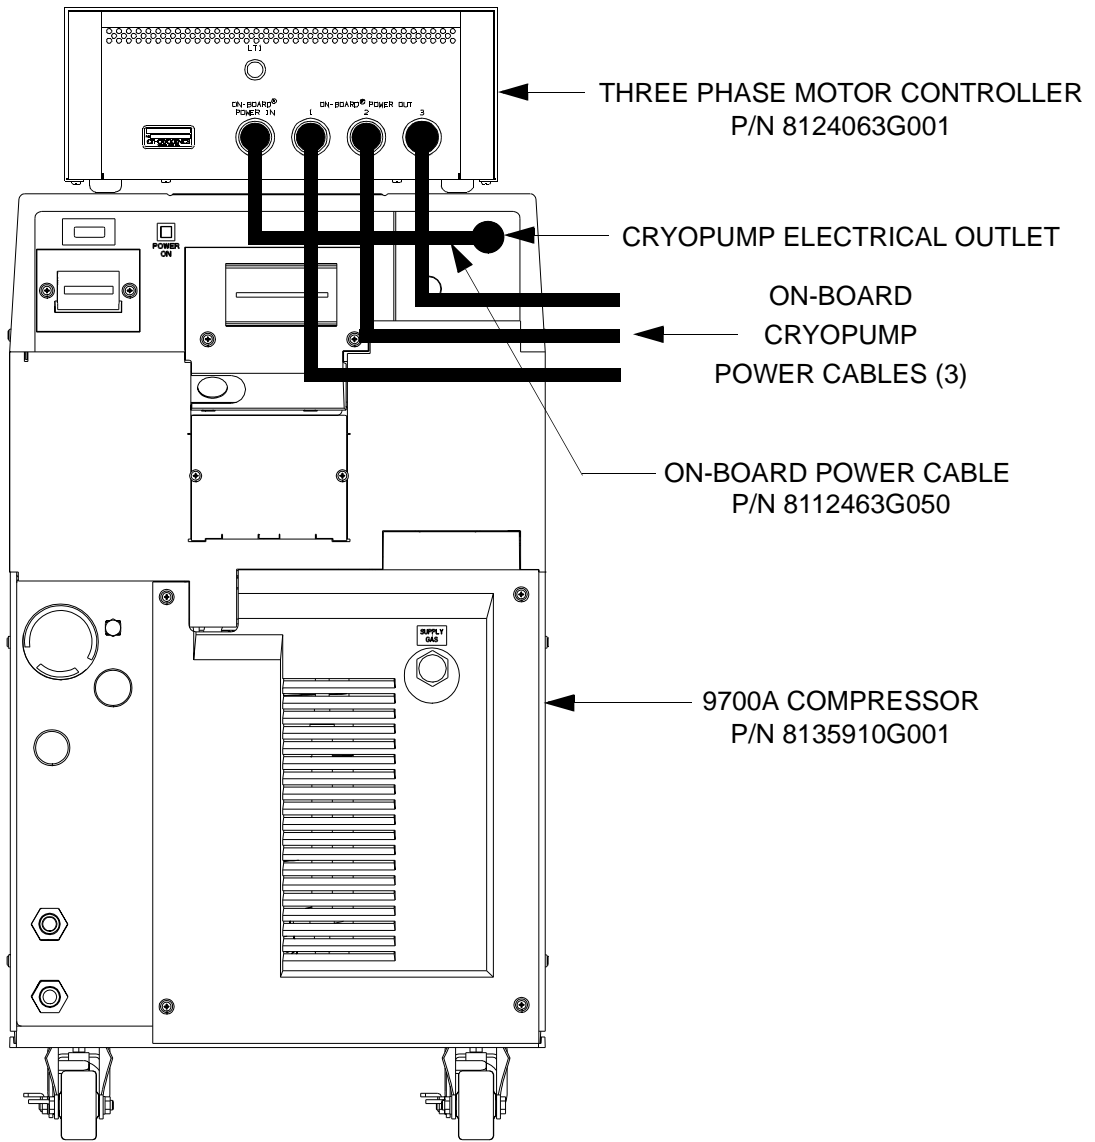 LT1
ON-BOARD®
POWER IN
ON-BOARD® POWER OUT
1
2
3
THREE PHASE MOTOR CONTROLLER
P/N 8124063G001
POWER
ON
CRYOPUMP ELECTRICAL OUTLET
ON-BOARD
CRYOPUMP
POWER CABLES (3)
ON-BOARD POWER CABLE
P/N 8112463G050
SUPPLY
GAS
9700A COMPRESSOR
P/N 8135910G001